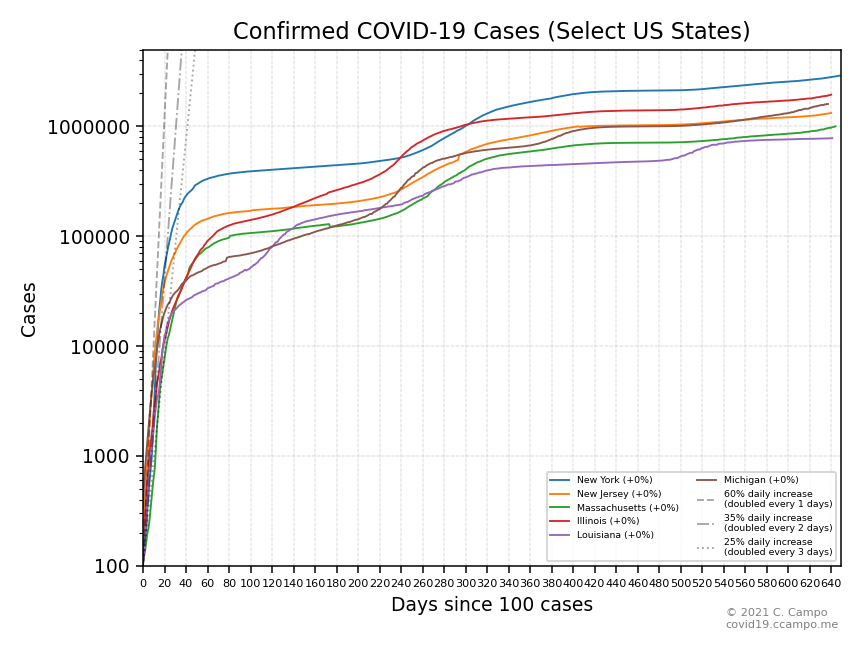 Confirmed COVID-19 Cases (Select US States)
Cases
1000000
100000
10000
1000
100
0 20 40 60 80 100 120 140 160 180 200 220 240 260 280 300 320 340 360 380 400 420 440 460 480 500 520 540 560 580 600 620 640
Days since 100 cases
New York (+0%)
New Jersey (+0%)
Massachusetts (+0%)
Illinois (+0%)
Louisiana (+0%)
Michigan (+0%)
60% daily increase
(doubled every 1 days)
35% daily increase
(doubled every 2 days)
25% daily increase
(doubled every 3 days)
© 2021 C. Campo
covid19.ccampo.me